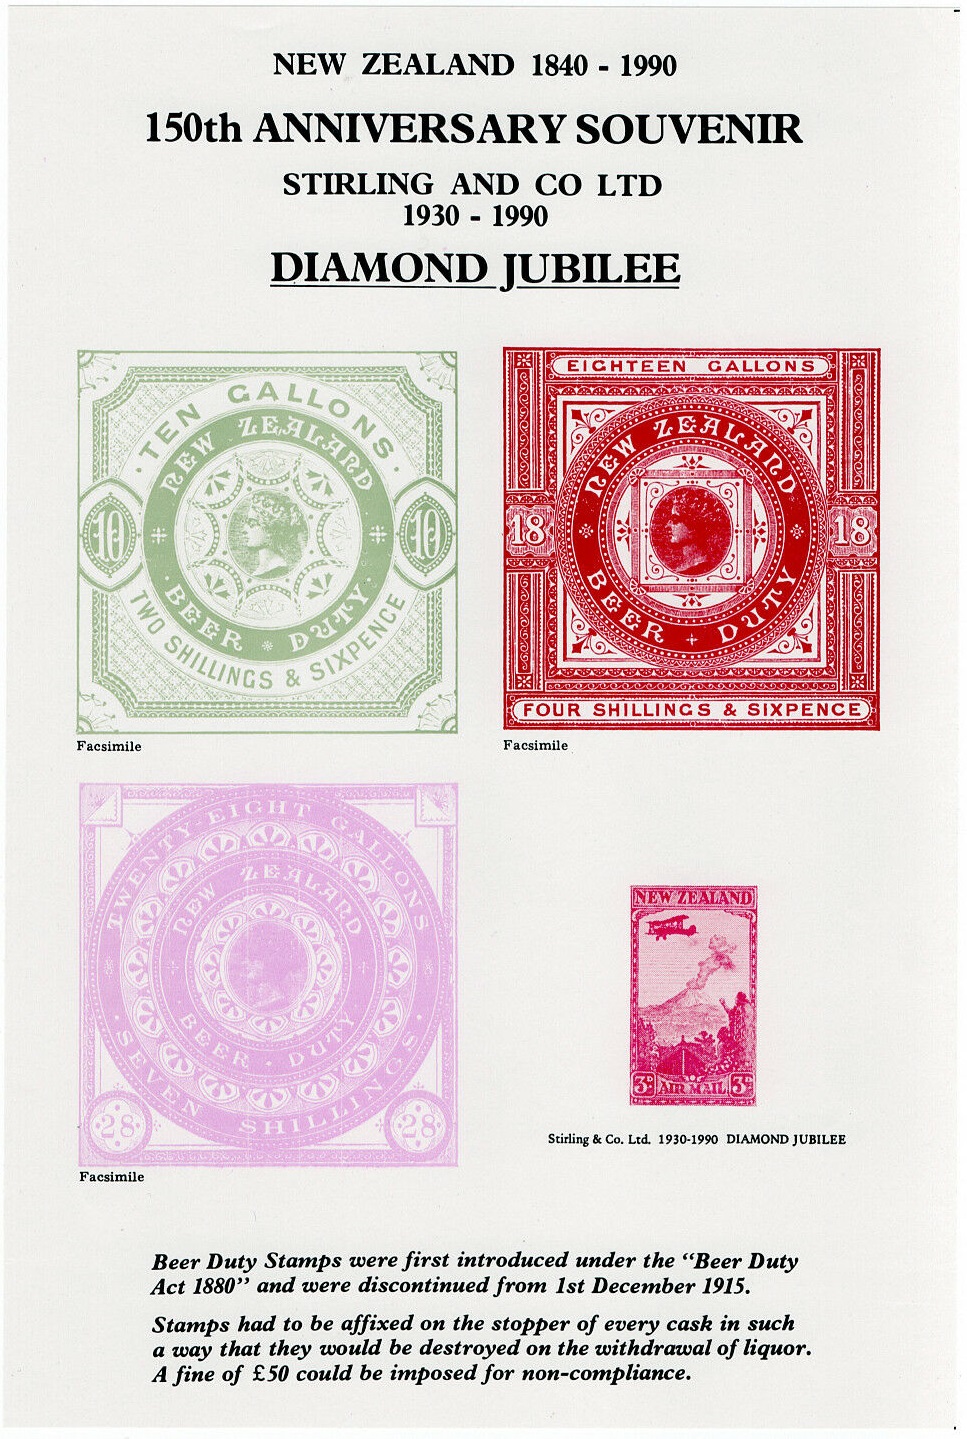 NEW ZEALAND 1840 - 1990
150th ANNIVERSARY SOUVENIR
STIRLING AND CO LTD
1930 - 1990
DIAMOND JUBILEE
· TEN GALLONS ·
NEW ZEALAND
10 10
· BEER * DUTY
TWO SHILLINGS & SIXPENCE
Facsimile
EIGHTEEN GALLONS
NEW ZEALAND
18 18
BEER + DUTY
FOUR SHILLINGS & SIXPENCE
Facsimile
TWENTY-EIGHT GALLONS
NEW ZEALAND
BEER · DUTY
· SEVEN SHILLINGS ·
28 28
Facsimile
NEW ZEALAND
3D AIR MAIL 3D
Stirling & Co. Ltd. 1930-1990 DIAMOND JUBILEE
Beer Duty Stamps were first introduced under the “Beer Duty
Act 1880” and were discontinued from 1st December 1915.
Stamps had to be affixed on the stopper of every cask in such
a way that they would be destroyed on the withdrawal of liquor.
A fine of £50 could be imposed for non-compliance.